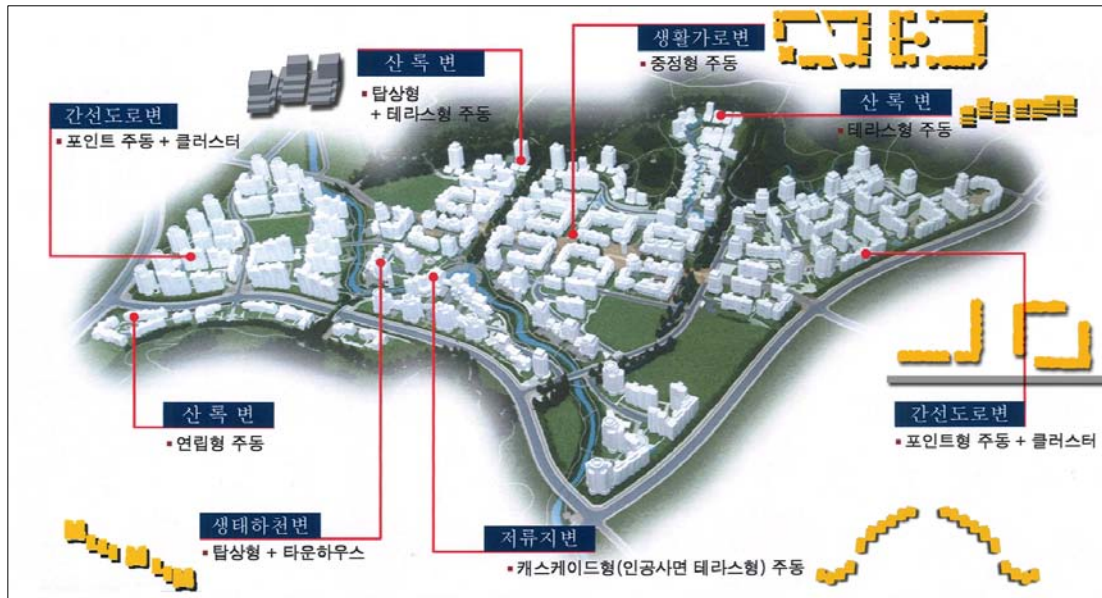 생활가로변
▪ 중점형 주동
산 록 변
▪ 탑상형
+ 테라스형 주동
산 록 변
▪ 테라스형 주동
간선도로변
▪ 포인트 주동 + 클러스터
산 록 변
▪ 연립형 주동
간선도로변
▪ 포인트형 주동 + 클러스터
생태하천변
▪ 탑상형 + 타운하우스
저류지변
▪ 캐스케이드형(인공사면 테라스형) 주동